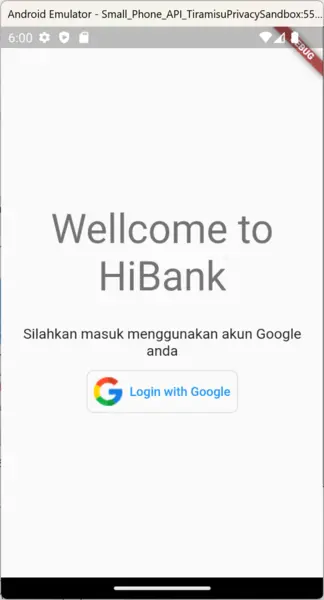 Android Emulator - Small_Phone_API_TiramisuPrivacySandbox:55...
6:00
DEBUG
Wellcome to
HiBank
Silahkan masuk menggunakan akun Google
anda
Login with Google